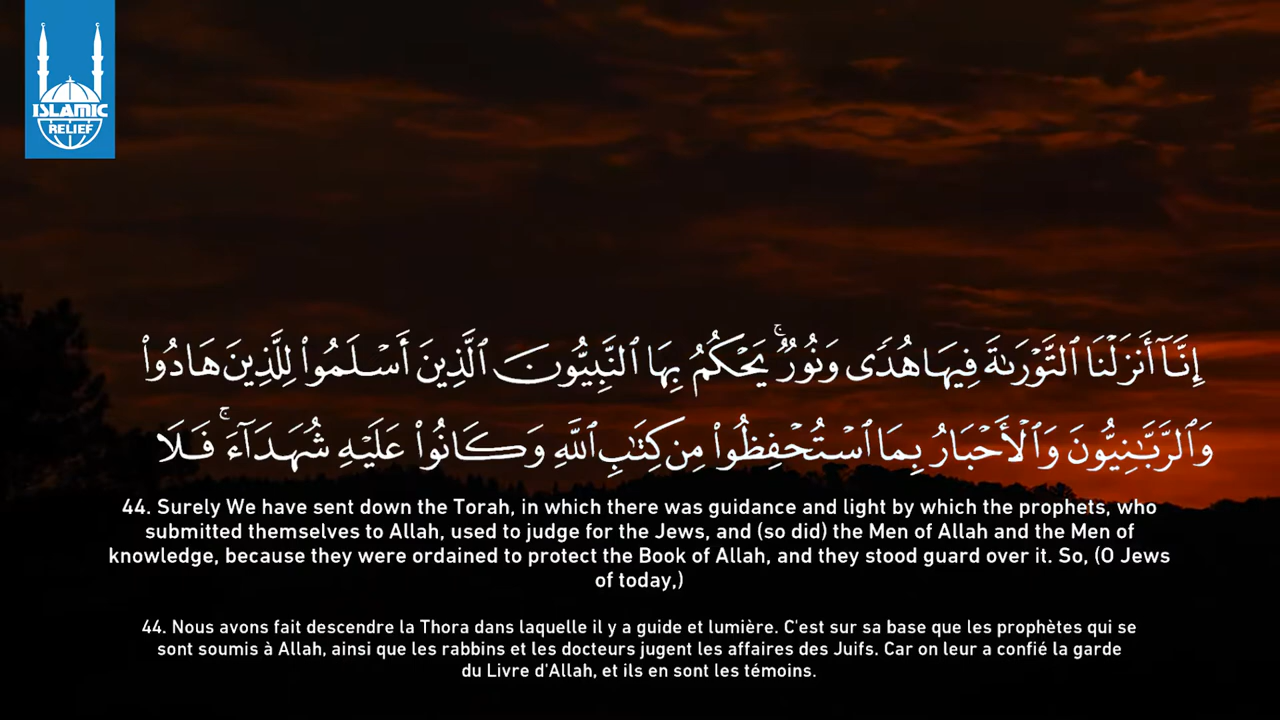 ISLAMIC
RELIEF
إِنَّآ أَنزَلْنَا ٱلتَّوْرَىٰةَ فِيهَا هُدًى وَنُورٌ ۚ يَحْكُمُ بِهَا ٱلنَّبِيُّونَ ٱلَّذِينَ أَسْلَمُوا۟ لِلَّذِينَ هَادُوا۟
وَٱلرَّبَّـٰنِيُّونَ وَٱلْأَحْبَارُ بِمَا ٱسْتُحْفِظُوا۟ مِن كِتَـٰبِ ٱللَّهِ وَكَانُوا۟ عَلَيْهِ شُهَدَآءَ ۚ فَلَا
44. Surely We have sent down the Torah, in which there was guidance and light by which the prophets, who
submitted themselves to Allah, used to judge for the Jews, and (so did) the Men of Allah and the Men of
knowledge, because they were ordained to protect the Book of Allah, and they stood guard over it. So, (O Jews
of today,)
44. Nous avons fait descendre la Thora dans laquelle il y a guide et lumière. C'est sur sa base que les prophètes qui se
sont soumis à Allah, ainsi que les rabbins et les docteurs jugent les affaires des Juifs. Car on leur a confié la garde
du Livre d'Allah, et ils en sont les témoins.